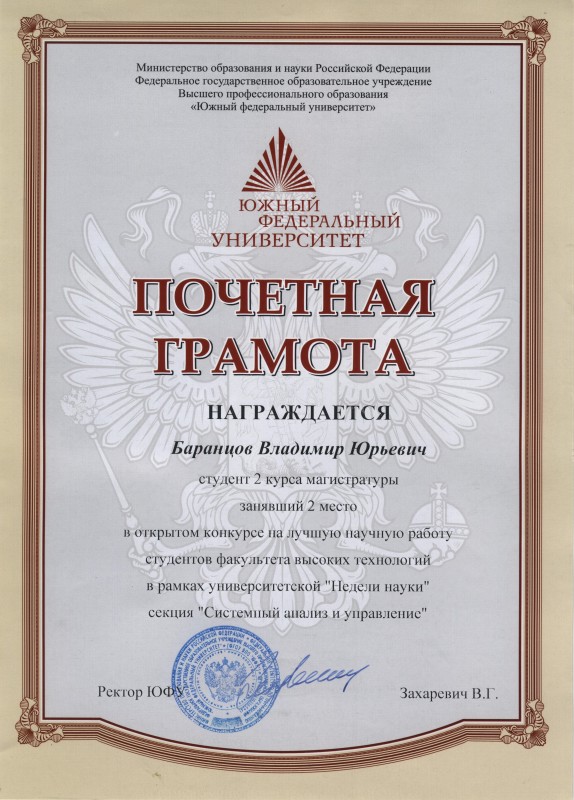 Министерство образования и науки Российской Федерации
Федеральное государственное образовательное учреждение
Высшего профессионального образования
«Южный федеральный университет»
ЮЖНЫЙ
ФЕДЕРАЛЬНЫЙ
УНИВЕРСИТЕТ
ПОЧЕТНАЯ
ГРАМОТА
НАГРАЖДАЕТСЯ
Баранцов Владимир Юрьевич
студент 2 курса магистратуры
занявший 2 место
в открытом конкурсе на лучшую научную работу
студентов факультета высоких технологий
в рамках университетской "Недели науки"
секция "Системный анализ и управление"
Ректор ЮФУ
Захаревич В.Г.